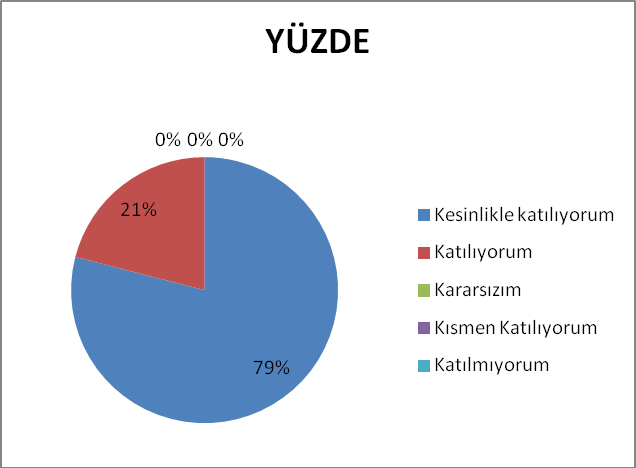 YÜZDE
0% 0% 0%
21%
79%
Kesinlikle katılıyorum
Katılıyorum
Kararsızım
Kısmen Katılıyorum
Katılmıyorum